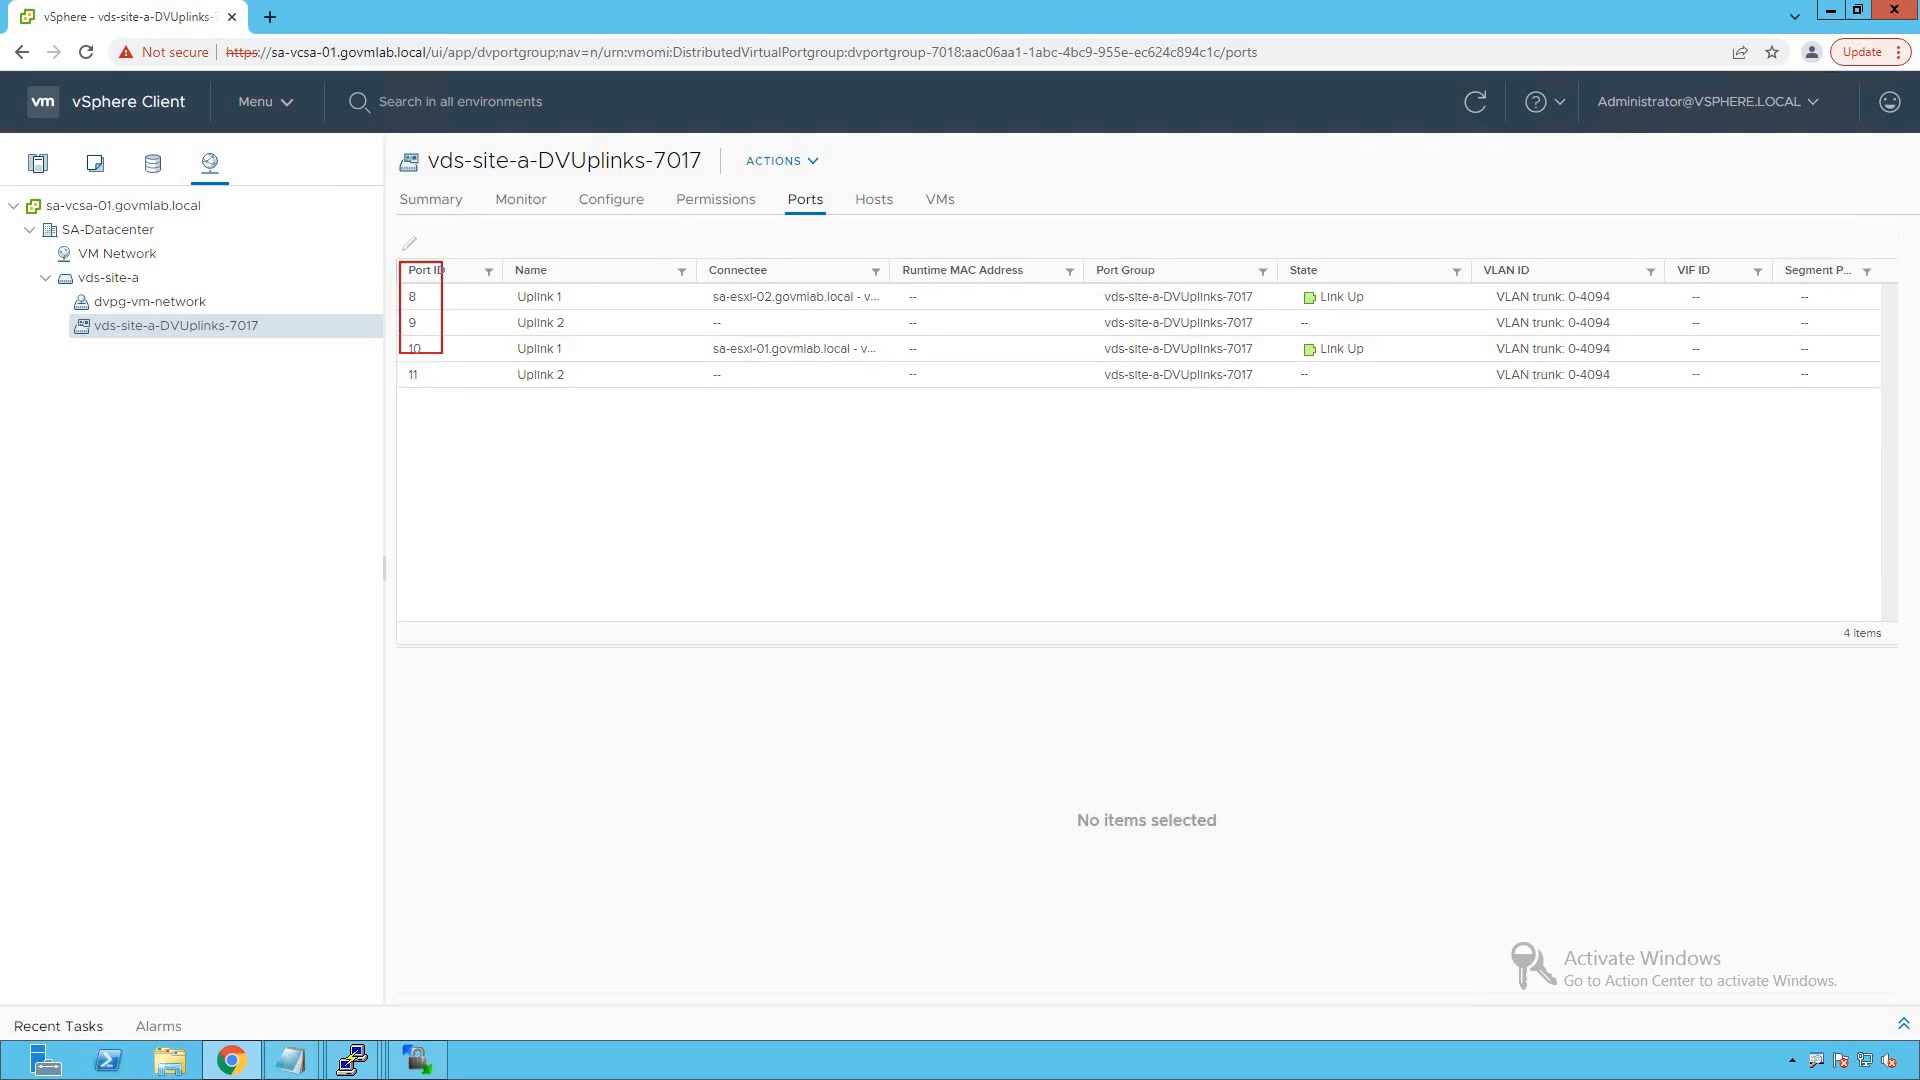 vSphere - vds-site-a-DVUplinks-7
Not secure
https://sa-vcsa-01.govmlab.local/ui/app/dvportgroup;nav=n/urn:vmomi:DistributedVirtualPortgroup:dvportgroup-7018:aac06aa1-1abc-4bc9-955e-ec624c894c1c/ports
Update
vm vSphere Client
Menu
Search in all environments
Administrator@VSPHERE.LOCAL
sa-vcsa-01.govmlab.local
SA-Datacenter
VM Network
vds-site-a
dvpg-vm-network
vds-site-a-DVUplinks-7017
vds-site-a-DVUplinks-7017
ACTIONS
Summary Monitor Configure Permissions Ports Hosts VMs
Port ID Name Connectee Runtime MAC Address Port Group State VLAN ID VIF ID Segment P...
8 Uplink 1 sa-esxi-02.govmlab.local - v... -- vds-site-a-DVUplinks-7017 Link Up VLAN trunk: 0-4094 -- --
9 Uplink 2 -- -- vds-site-a-DVUplinks-7017 -- VLAN trunk: 0-4094 -- --
10 Uplink 1 sa-esxi-01.govmlab.local - v... -- vds-site-a-DVUplinks-7017 Link Up VLAN trunk: 0-4094 -- --
11 Uplink 2 -- -- vds-site-a-DVUplinks-7017 -- VLAN trunk: 0-4094 -- --
4 items
No items selected
Activate Windows
Go to Action Center to activate Windows.
Recent Tasks Alarms